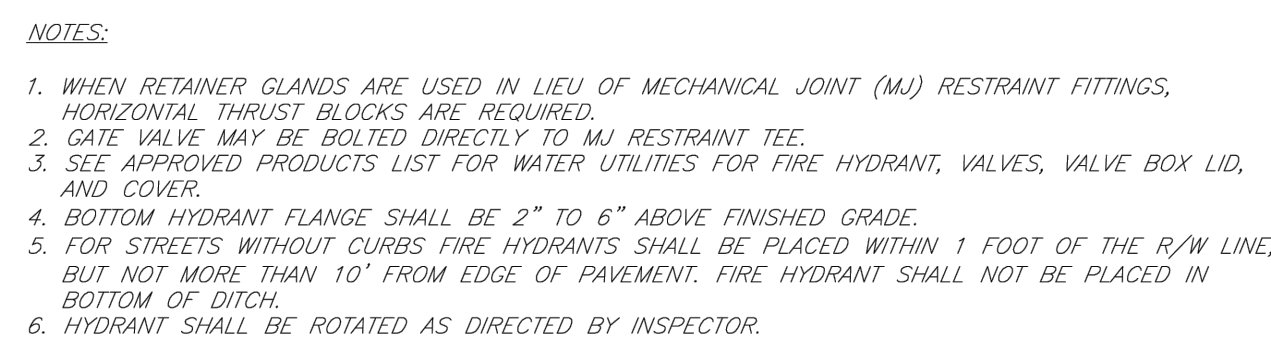 NOTES:
1. WHEN RETAINER GLANDS ARE USED IN LIEU OF MECHANICAL JOINT (MJ) RESTRAINT FITTINGS,
HORIZONTAL THRUST BLOCKS ARE REQUIRED.
2. GATE VALVE MAY BE BOLTED DIRECTLY TO MJ RESTRAINT TEE.
3. SEE APPROVED PRODUCTS LIST FOR WATER UTILITIES FOR FIRE HYDRANT, VALVES, VALVE BOX LID,
AND COVER.
4. BOTTOM HYDRANT FLANGE SHALL BE 2" TO 6" ABOVE FINISHED GRADE.
5. FOR STREETS WITHOUT CURBS FIRE HYDRANTS SHALL BE PLACED WITHIN 1 FOOT OF THE R/W LINE,
BUT NOT MORE THAN 10' FROM EDGE OF PAVEMENT. FIRE HYDRANT SHALL NOT BE PLACED IN
BOTTOM OF DITCH.
6. HYDRANT SHALL BE ROTATED AS DIRECTED BY INSPECTOR.